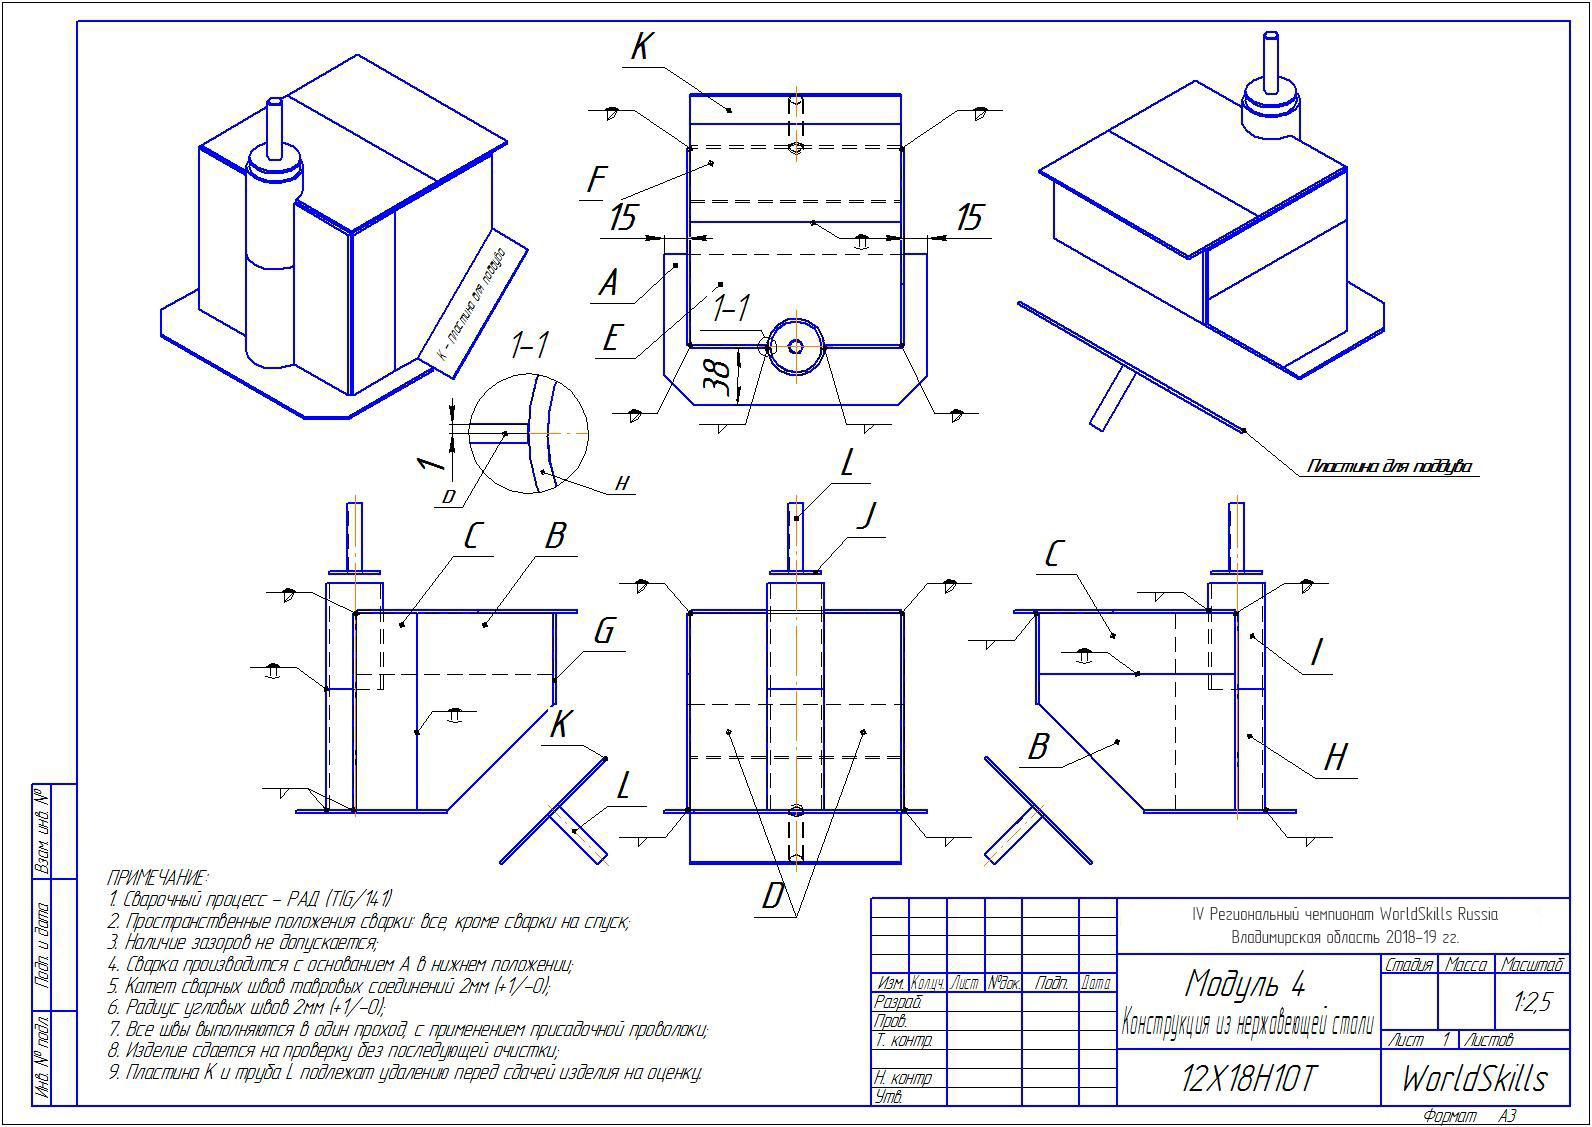 К - пластина для поддува
1-1
1
D
H
K
F
15
15
A
1-1
E
38
Пластина для поддува
L
J
C
B
G
K
L
D
C
I
B
H
ПРИМЕЧАНИЕ:
1. Сварочный процесс – РАД (TIG/141)
2. Пространственные положения сварки: все, кроме сварки на спуск;
3. Наличие зазоров не допускается;
4. Сварка производится с основанием А в нижнем положении;
5. Катет сварных швов тавровых соединений 2мм (+1/-0);
6. Радиус угловых швов 2мм (+1/-0);
7. Все швы выполняются в один проход, с применением присадочной проволоки;
8. Изделие сдается на проверку без последующей очистки;
9. Пластина К и труба L подлежат удалению перед сдачей изделия на оценку.
Взам. инв. №
Подп. и дата
Инв. № подл.
IV Региональный чемпионат WorldSkills Russia
Владимирская область 2018-19 гг.
Изм. Колуч. Лист №док. Подп. Дата
Разраб.
Пров.
Т. контр.
Н. контр
Утв.
Модуль 4
Конструкция из нержавеющей стали
Стадия Масса Масштаб
1:2,5
Лист 1 Листов
12Х18Н10Т
WorldSkills
Формат А3